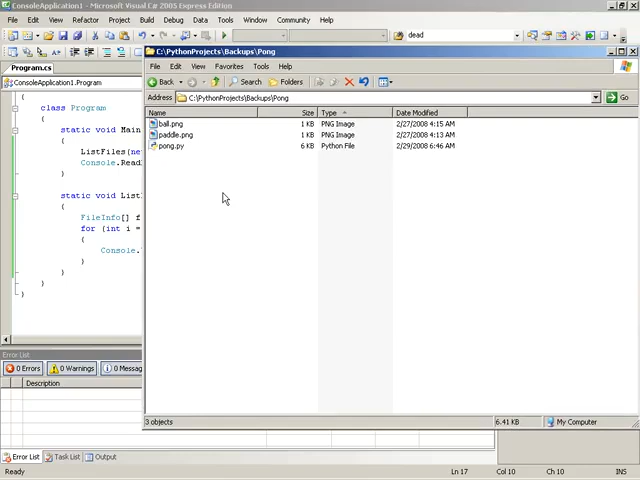 ConsoleApplication1 - Microsoft Visual C# 2005 Express Edition
File Edit View Refactor Project Build Debug Data Tools Window Community Help
dead
Program.cs
ConsoleApplication1.Program
{
class Program
{
static void Main
{
ListFiles(ne
Console.Read
}
static void List
{
FileInfo[] f
for (int i =
{
Console.
}
}
}
}
C:\PythonProjects\Backups\Pong
File Edit View Favorites Tools Help
Back Search Folders
Address C:\PythonProjects\Backups\Pong Go
Name Size Type Date Modified
ball.png 1 KB PNG Image 2/27/2008 4:15 AM
paddle.png 1 KB PNG Image 2/27/2008 4:13 AM
pong.py 6 KB Python File 2/29/2008 6:46 AM
3 objects 6.41 KB My Computer
Error List
0 Errors 0 Warnings 0 Messag
Description
Error List Task List Output
Ready Ln 17 Col 10 Ch 10 INS